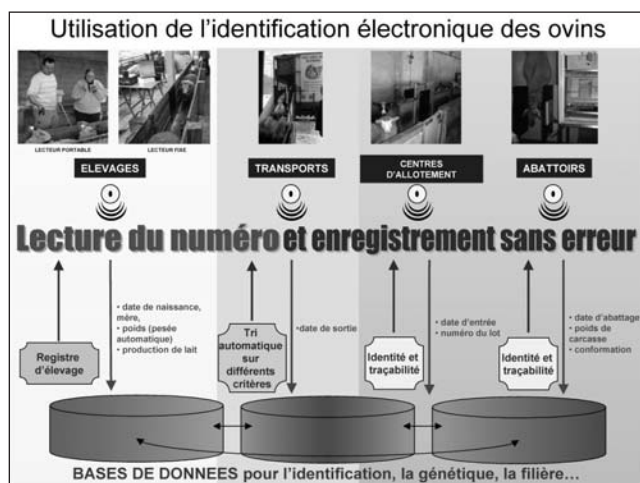 Utilisation de l'identification électronique des ovins
LECTEUR PORTABLE
LECTEUR FIXE
ELEVAGES
TRANSPORTS
CENTRES
D'ALLOTEMENT
ABATTOIRS
Lecture du numéro et enregistrement sans erreur
Registre
d'élevage
• date de naissance,
mère,
• poids (pesée
automatique)
• production de lait
Tri
automatique
sur
différents
critères
•date de sortie
Identité et
traçabilité
• date d'entrée
• numéro du lot
Identité et
traçabilité
• date d'abattage
• poids de
carcasse
• conformation
BASES DE DONNEES pour l'identification, la génétique, la filière...